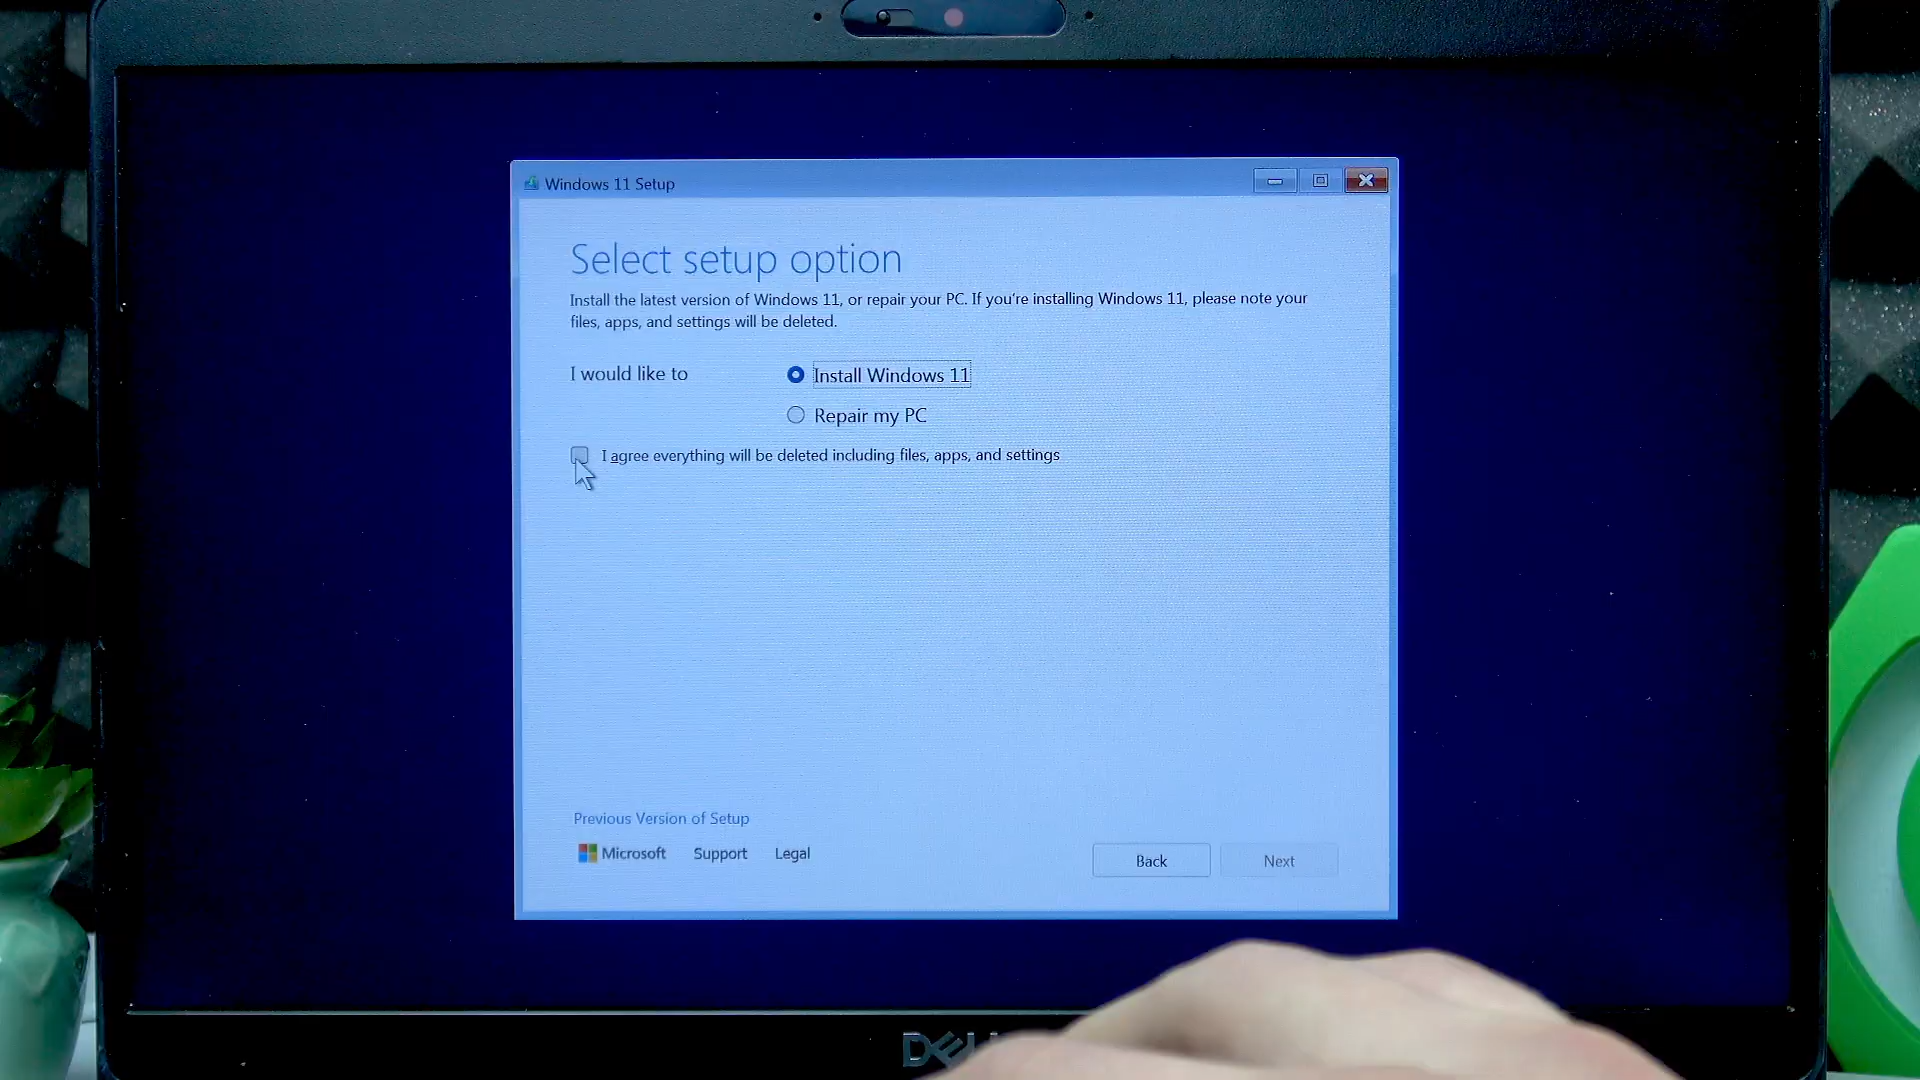 Windows 11 Setup
Select setup option
Install the latest version of Windows 11, or repair your PC. If you're installing Windows 11, please note your
files, apps, and settings will be deleted.
I would like to
Install Windows 11
Repair my PC
I agree everything will be deleted including files, apps, and settings
Previous Version of Setup
Microsoft Support Legal
Back Next